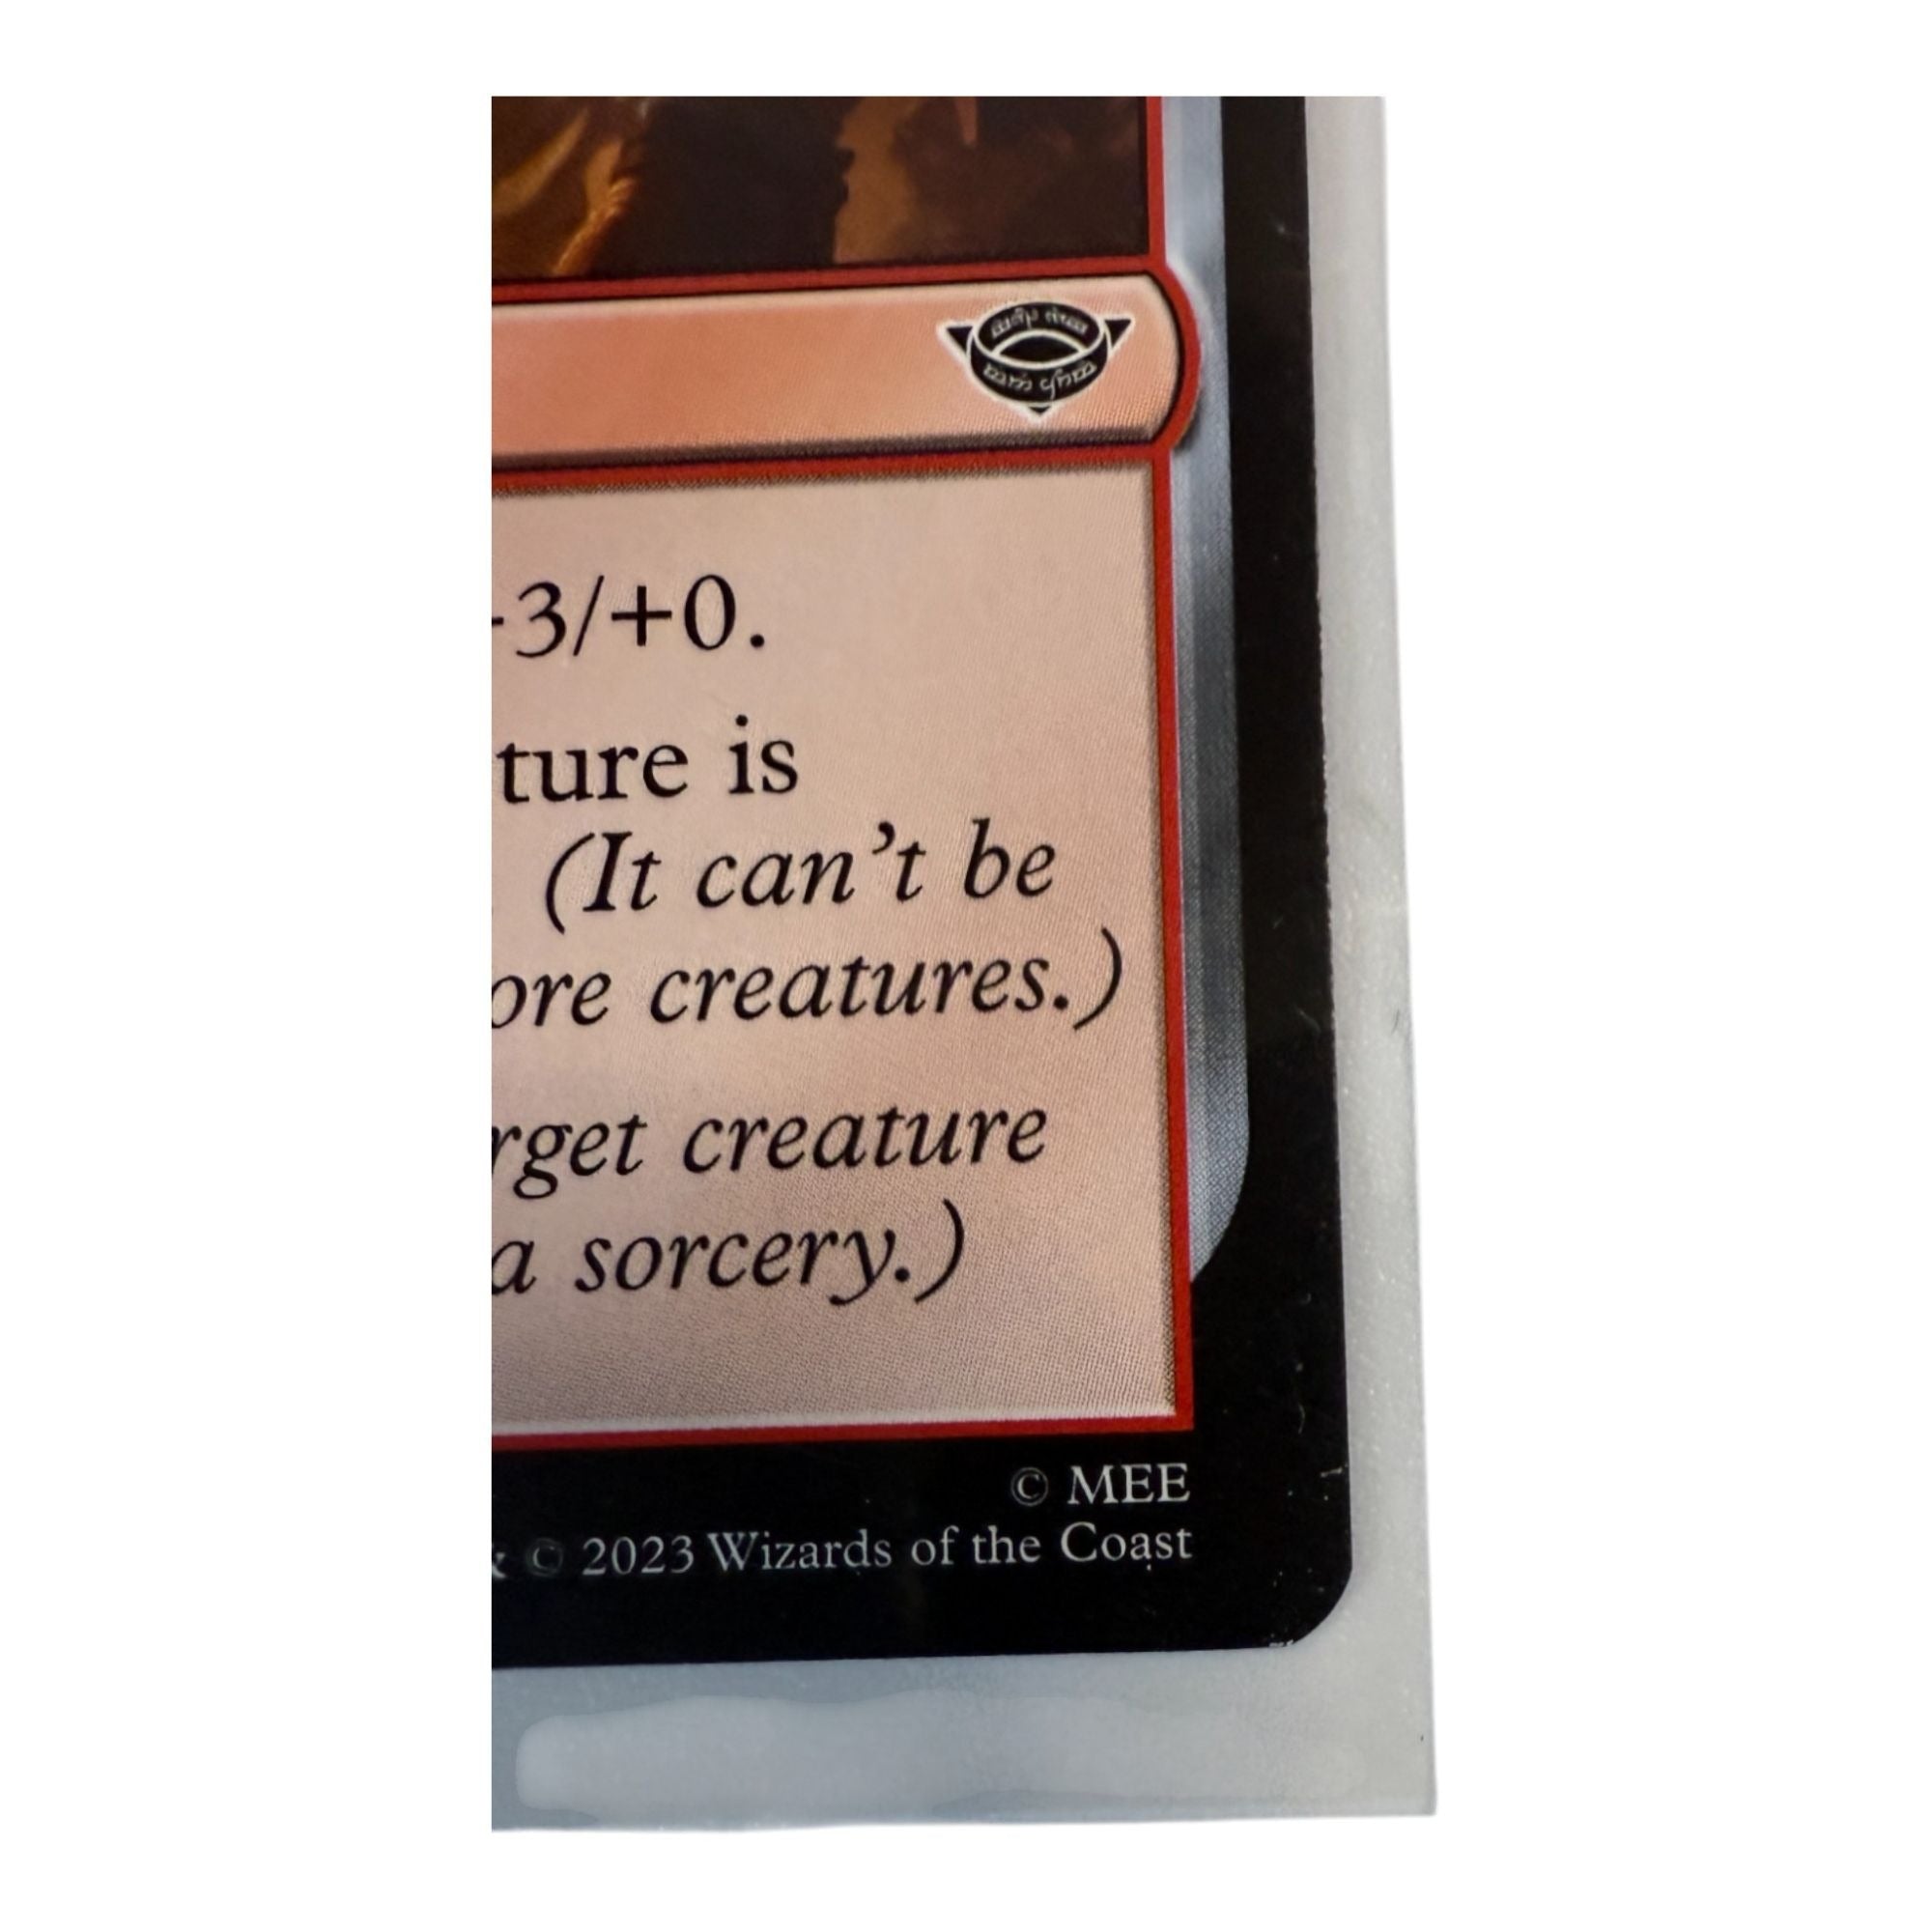 3/+0.
ture is
(It can't be
ore creatures.)
rget creature
a sorcery.)
© MEE
& © 2023 Wizards of the Coast